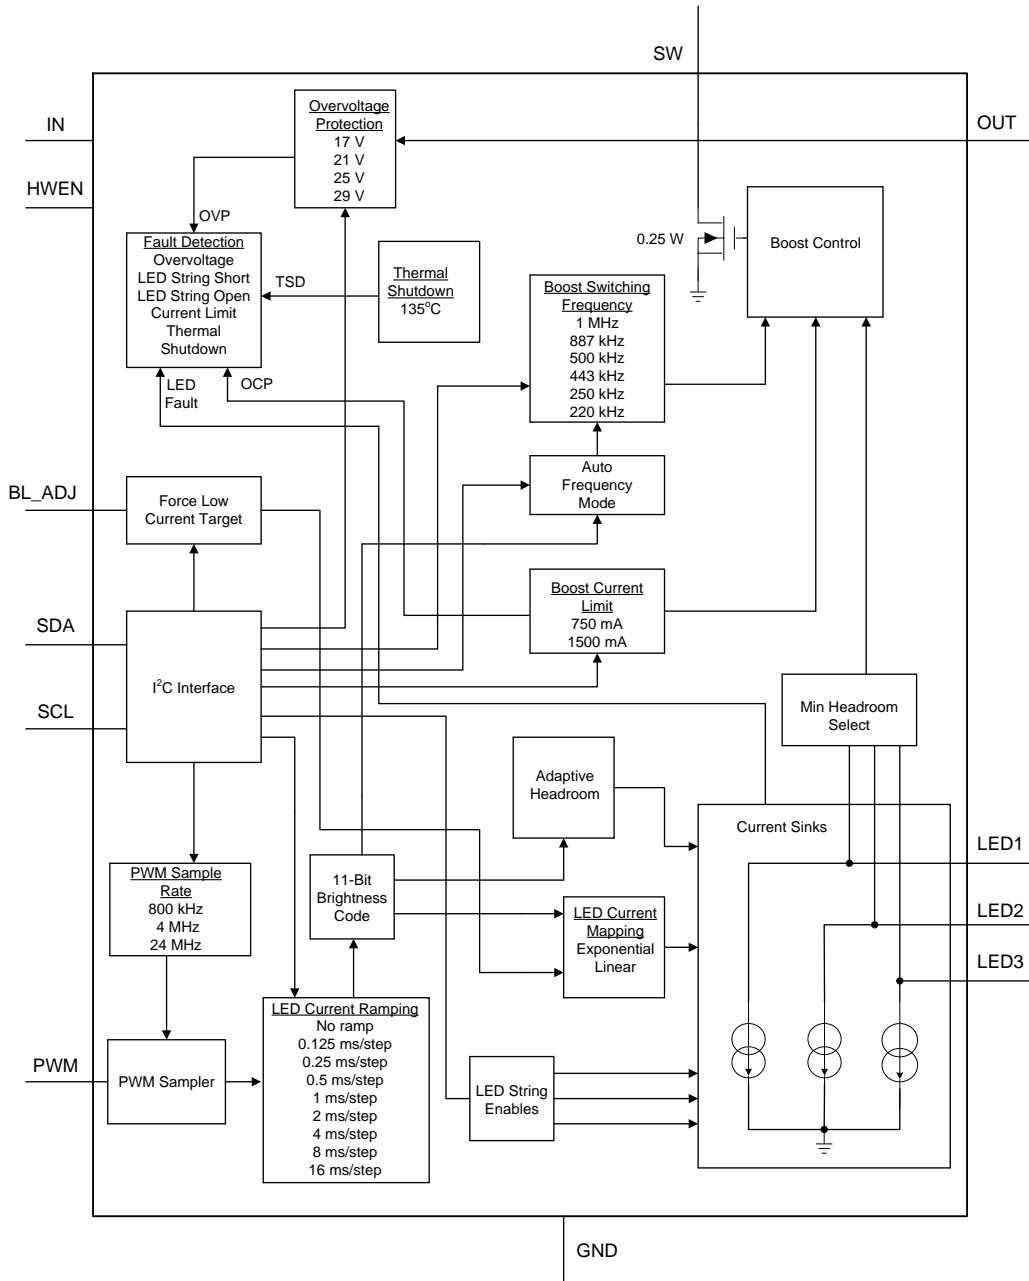 SW
IN
HWEN
OUT
Overvoltage
Protection
17 V
21 V
25 V
29 V
OVP
Fault Detection
Overvoltage
LED String Short
LED String Open
Current Limit
Thermal
Shutdown
TSD
Thermal
Shutdown
135°C
LED
Fault
OCP
0.25 W
Boost Control
Boost Switching
Frequency
1 MHz
887 kHz
500 kHz
443 kHz
250 kHz
220 kHz
Auto
Frequency
Mode
BL_ADJ
Force Low
Current Target
Boost Current
Limit
750 mA
1500 mA
SDA
SCL
I²C Interface
Min Headroom
Select
Adaptive
Headroom
Current Sinks
LED1
LED2
LED3
PWM Sample
Rate
800 kHz
4 MHz
24 MHz
11-Bit
Brightness
Code
LED Current
Mapping
Exponential
Linear
PWM
PWM Sampler
LED Current Ramping
No ramp
0.125 ms/step
0.25 ms/step
0.5 ms/step
1 ms/step
2 ms/step
4 ms/step
8 ms/step
16 ms/step
LED String
Enables
GND